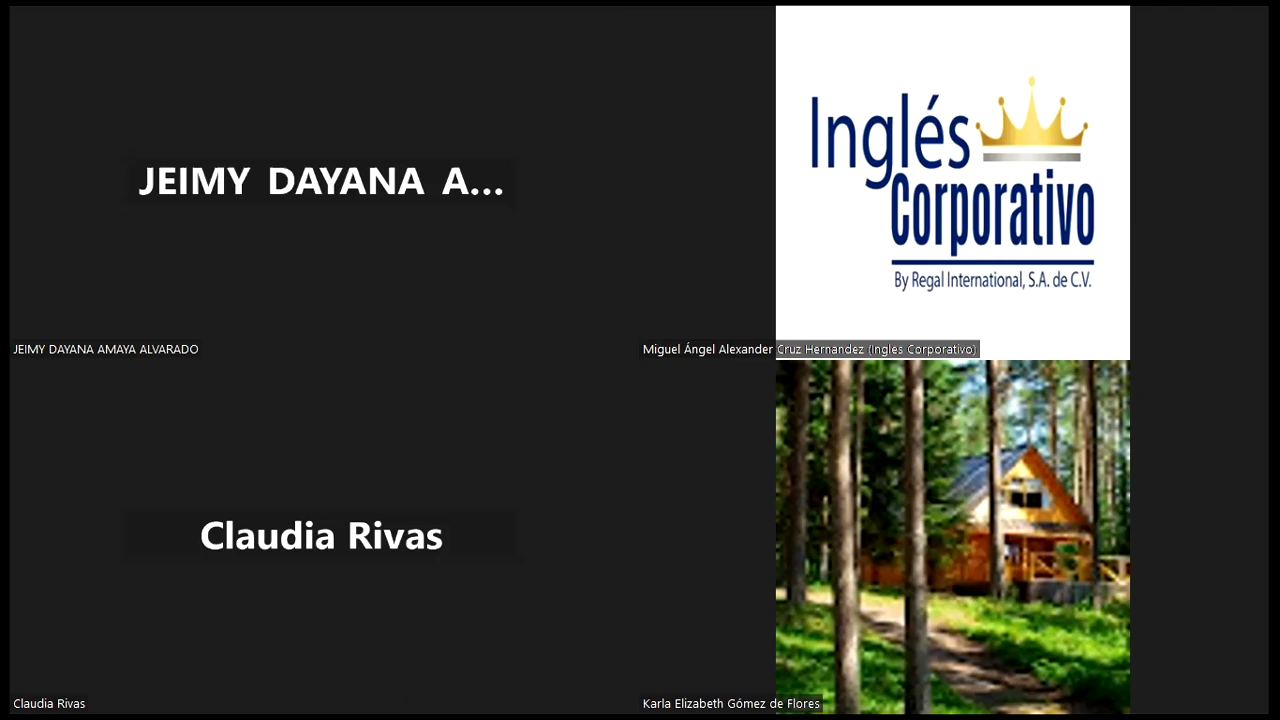 JEIMY DAYANA A...
JEIMY DAYANA AMAYA ALVARADO
Inglés
Corporativo
By Regal International, S.A. de C.V.
Miguel Ángel Alexander Cruz Hernandez (Ingles Corporativo)
Claudia Rivas
Claudia Rivas
Karla Elizabeth Gómez de Flores